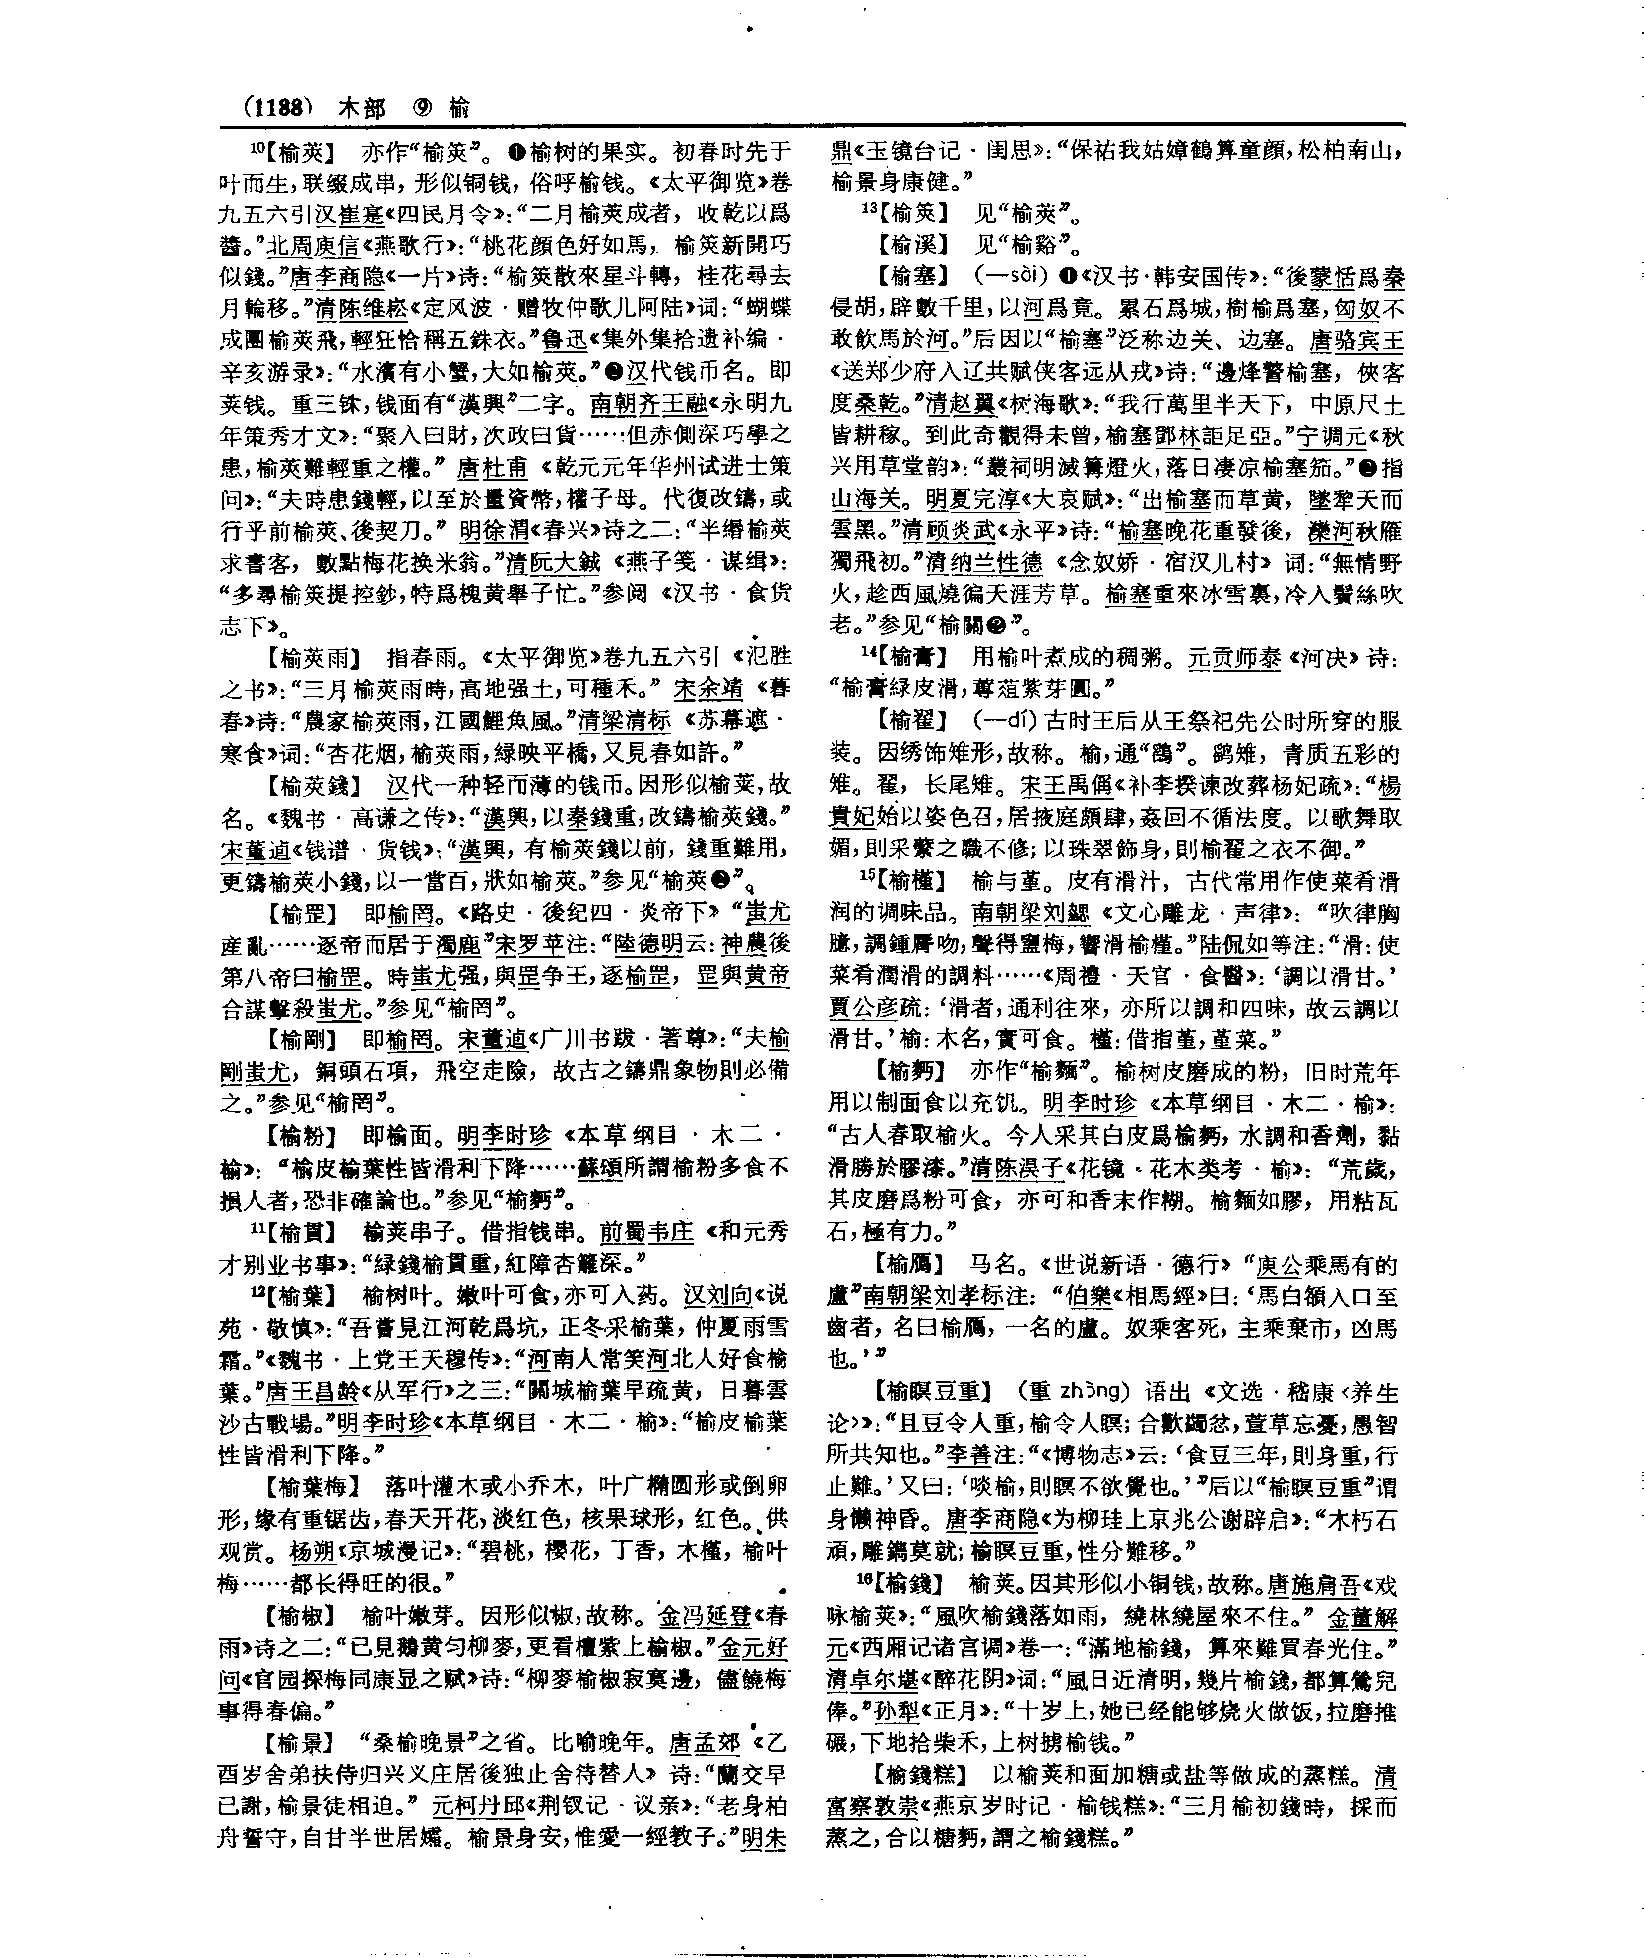 (1188) 木部 ⑨ 榆
¹⁰【榆莢】 亦作“榆筴”。❶榆树的果实。初春时先于
叶而生，联缀成串，形似铜钱，俗呼榆钱。《太平御览》卷
九五六引汉崔寔《四民月令》：“二月榆莢成者，收乾以爲
醬。”北周庾信《燕歌行》：“桃花顔色好如馬，榆筴新開巧
似錢。”唐李商隐《一片》诗：“榆筴散來星斗轉，桂花尋去
月輪移。”清陈维崧《定风波·赠牧仲歌儿阿陆》词：“蝴蝶
成團榆莢飛，輕狂恰稱五銖衣。”鲁迅《集外集拾遗补编·
辛亥游录》：“水濱有小蟹，大如榆莢。”❷汉代钱币名。即
荚钱。重三铢，钱面有“漢興”二字。南朝齐王融《永明九
年策秀才文》：“聚人曰財，次政曰貨……但赤側深巧學之
患，榆莢難輕重之權。” 唐杜甫《乾元元年华州试进士策
问》：“夫時患錢輕，以至於量資幣，權子母。代復改鑄，或
行乎前榆莢、後契刀。” 明徐渭《春兴》诗之二：“半緡榆莢
求書客，數點梅花换米翁。”清阮大鋮《燕子笺·谋缉》：
“多尋榆筴提控鈔，特爲槐黄舉子忙。”参阅《汉书·食货
志下》。
【榆莢雨】 指春雨。《太平御览》卷九五六引《氾胜
之书》：“三月榆莢雨時，高地强土，可種禾。” 宋余靖《暮
春》诗：“農家榆莢雨，江國鯉魚風。”清梁清标《苏幕遮·
寒食》词：“杏花烟，榆莢雨，緑映平橋，又見春如許。”
【榆莢錢】 汉代一种轻而薄的钱币。因形似榆荚，故
名。《魏书·高谦之传》：“漢興，以秦錢重，改鑄榆莢錢。”
宋董逌《钱谱·货钱》：“漢興，有榆莢錢以前，錢重難用，
更鑄榆莢小錢，以一當百，狀如榆莢。”参见“榆莢❷”。
【榆罡】 即榆罔。《路史·後纪四·炎帝下》“蚩尤
産亂……逐帝而居于濁鹿”宋罗苹注：“陸德明云：神農後
第八帝曰榆罡。時蚩尤强，與罡争王，逐榆罡，罡與黄帝
合謀擊殺蚩尤。”参见“榆罔”。
【榆剛】 即榆罔。宋董逌《广川书跋·著尊》：“夫榆
剛蚩尤，銅頭石項，飛空走險，故古之鑄鼎象物則必備
之。”参见“榆罔”。
【榆粉】 即榆面。明李时珍《本草纲目·木二·
榆》：“榆皮榆葉性皆滑利下降……蘇頌所謂榆粉多食不
損人者，恐非確論也。”参见“榆麪”。
¹¹【榆貫】 榆荚串子。借指钱串。前蜀韦庄《和元秀
才别业书事》：“緑錢榆貫重，紅障杏籬深。”
¹²【榆葉】 榆树叶。嫩叶可食，亦可入药。汉刘向《说
苑·敬慎》：“吾嘗見江河乾爲坑，正冬采榆葉，仲夏雨雪
霜。”《魏书·上党王天穆传》：“河南人常笑河北人好食榆
葉。”唐王昌龄《从军行》之三：“關城榆葉早疏黄，日暮雲
沙古戰場。”明李时珍《本草纲目·木二·榆》：“榆皮榆葉
性皆滑利下降。”
【榆葉梅】 落叶灌木或小乔木，叶广椭圆形或倒卵
形，缘有重锯齿，春天开花，淡红色，核果球形，红色。供
观赏。杨朔《京城漫记》：“碧桃，樱花，丁香，木槿，榆叶
梅……都长得旺的很。”
【榆椒】 榆叶嫩芽。因形似椒，故称。金冯延登《春
雨》诗之二：“已見鵝黄匀柳麥，更看檀紫上榆椒。”金元好
问《官园探梅同康显之赋》诗：“柳麥榆椒寂寞邊，儘饒梅
事得春偏。”
【榆景】 “桑榆晚景”之省。比喻晚年。唐孟郊《乙
酉岁舍弟扶侍归兴义庄居後独止舍待替人》诗：“蘭交早
已謝，榆景徒相迫。” 元柯丹邱《荆钗记·议亲》：“老身柏
舟誓守，自甘半世居孀。榆景身安，惟愛一經教子。”明朱
鼎《玉镜台记·闺思》：“保祐我姑嫜鶴算童顔，松柏南山，
榆景身康健。”
¹³【榆筴】 见“榆莢”。
【榆溪】 见“榆谿”。
【榆塞】 （—sài）❶《汉书·韩安国传》：“後蒙恬爲秦
侵胡，辟數千里，以河爲竟。累石爲城，樹榆爲塞，匈奴不
敢飲馬於河。”后因以“榆塞”泛称边关、边塞。唐骆宾王
《送郑少府入辽共赋侠客远从戎》诗：“邊烽警榆塞，俠客
度桑乾。”清赵翼《树海歌》：“我行萬里半天下，中原尺土
皆耕稼。到此奇觀得未曾，榆塞鄧林詎足亞。”宁调元《秋
兴用草堂韵》：“叢祠明滅篝燈火，落日凄凉榆塞笳。”❷指
山海关。明夏完淳《大哀赋》：“出榆塞而草黄，墜犂天而
雲黑。”清顾炎武《永平》诗：“榆塞晚花重發後，灤河秋雁
獨飛初。”清纳兰性德《念奴娇·宿汉儿村》词：“無情野
火，趁西風燒徧天涯芳草。榆塞重來冰雪裏，冷入鬢絲吹
老。”参见“榆關❷”。
¹⁴【榆膏】 用榆叶煮成的稠粥。元贡师泰《河决》诗：
“榆膏緑皮滑，蓴菹紫芽圓。”
【榆翟】 （—dí）古时王后从王祭祀先公时所穿的服
装。因绣饰雉形，故称。榆，通“鷂”。鹞雉，青质五彩的
雉。翟，长尾雉。宋王禹偁《补李揆谏改葬杨妃疏》：“楊
貴妃始以姿色召，居掖庭頗肆，姦回不循法度。以歌舞取
媚，則采蘩之職不修；以珠翠飾身，則榆翟之衣不御。”
¹⁵【榆槿】 榆与堇。皮有滑汁，古代常用作使菜肴滑
润的调味品。南朝梁刘勰《文心雕龙·声律》：“吹律胸
臆，調鍾脣吻，聲得鹽梅，響滑榆槿。”陆侃如等注：“滑：使
菜肴潤滑的調料……《周禮·天官·食醫》：‘調以滑甘。’
賈公彦疏：‘滑者，通利往來，亦所以調和四味，故云調以
滑甘。’榆：木名，實可食。槿：借指堇，堇菜。”
【榆麪】 亦作“榆麵”。榆树皮磨成的粉，旧时荒年
用以制面食以充饥。明李时珍《本草纲目·木二·榆》：
“古人春取榆火。今人采其白皮爲榆麪，水調和香劑，黏
滑勝於膠漆。”清陈淏子《花镜·花木类考·榆》：“荒歲，
其皮磨爲粉可食，亦可和香末作糊。榆麵如膠，用粘瓦
石，極有力。”
【榆鴈】 马名。《世说新语·德行》“庾公乘馬有的
盧”南朝梁刘孝标注：“伯樂《相馬經》曰：‘馬白額入口至
齒者，名曰榆鴈，一名的盧。奴乘客死，主乘棄市，凶馬
也。’”
【榆瞑豆重】 （重 zhòng）语出《文选·嵇康〈养生
论〉》：“且豆令人重，榆令人瞑；合歡蠲忿，萱草忘憂，愚智
所共知也。”李善注：“《博物志》云：‘食豆三年，則身重，行
止難。’又曰：‘啖榆，則瞑不欲覺也。’”后以“榆瞑豆重”谓
身懒神昏。唐李商隐《为柳珪上京兆公谢辟启》：“木朽石
頑，雕鐫莫就；榆瞑豆重，性分難移。”
¹⁶【榆錢】 榆荚。因其形似小铜钱，故称。唐施肩吾《戏
咏榆荚》：“風吹榆錢落如雨，繞林繞屋來不住。” 金董解
元《西厢记诸宫调》卷一：“滿地榆錢，算來難買春光住。”
清卓尔堪《醉花阴》词：“風日近清明，幾片榆錢，都算鶯兒
俸。”孙犁《正月》：“十岁上，她已经能够烧火做饭，拉磨推
碾，下地拾柴禾，上树捋榆钱。”
【榆錢糕】 以榆荚和面加糖或盐等做成的蒸糕。清
富察敦崇《燕京岁时记·榆钱糕》：“三月榆初錢時，採而
蒸之，合以糖麪，謂之榆錢糕。”